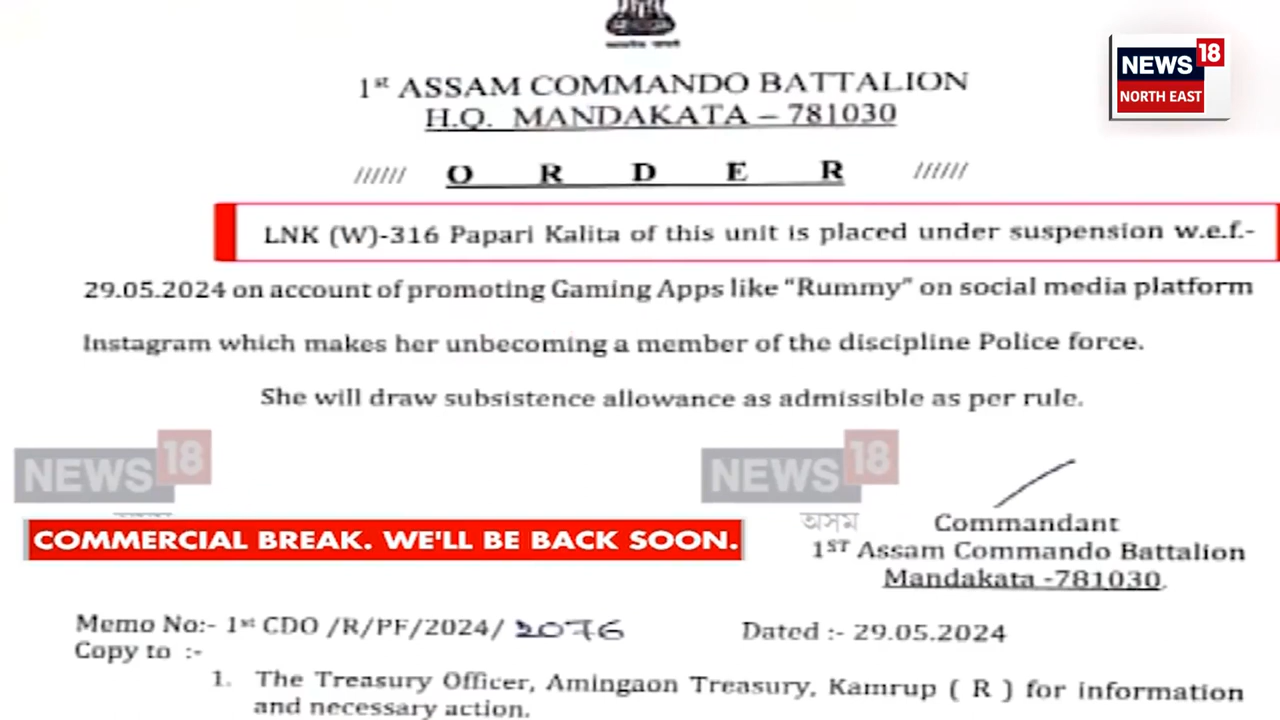 NEWS 18
NORTH EAST
1st ASSAM COMMANDO BATTALION
H.Q. MANDAKATA – 781030
////// O R D E R //////
LNK (W)-316 Papari Kalita of this unit is placed under suspension w.e.f.-
29.05.2024 on account of promoting Gaming Apps like “Rummy” on social media platform
Instagram which makes her unbecoming a member of the discipline Police force.
She will draw subsistence allowance as admissible as per rule.
NEWS 18
NEWS 18
অসম
COMMERCIAL BREAK. WE'LL BE BACK SOON.
Commandant
1ST Assam Commando Battalion
Mandakata -781030.
Memo No:- 1st CDO /R/PF/2024/ 2076
Dated :- 29.05.2024
Copy to :-
1. The Treasury Officer, Amingaon Treasury, Kamrup ( R ) for information
and necessary action.